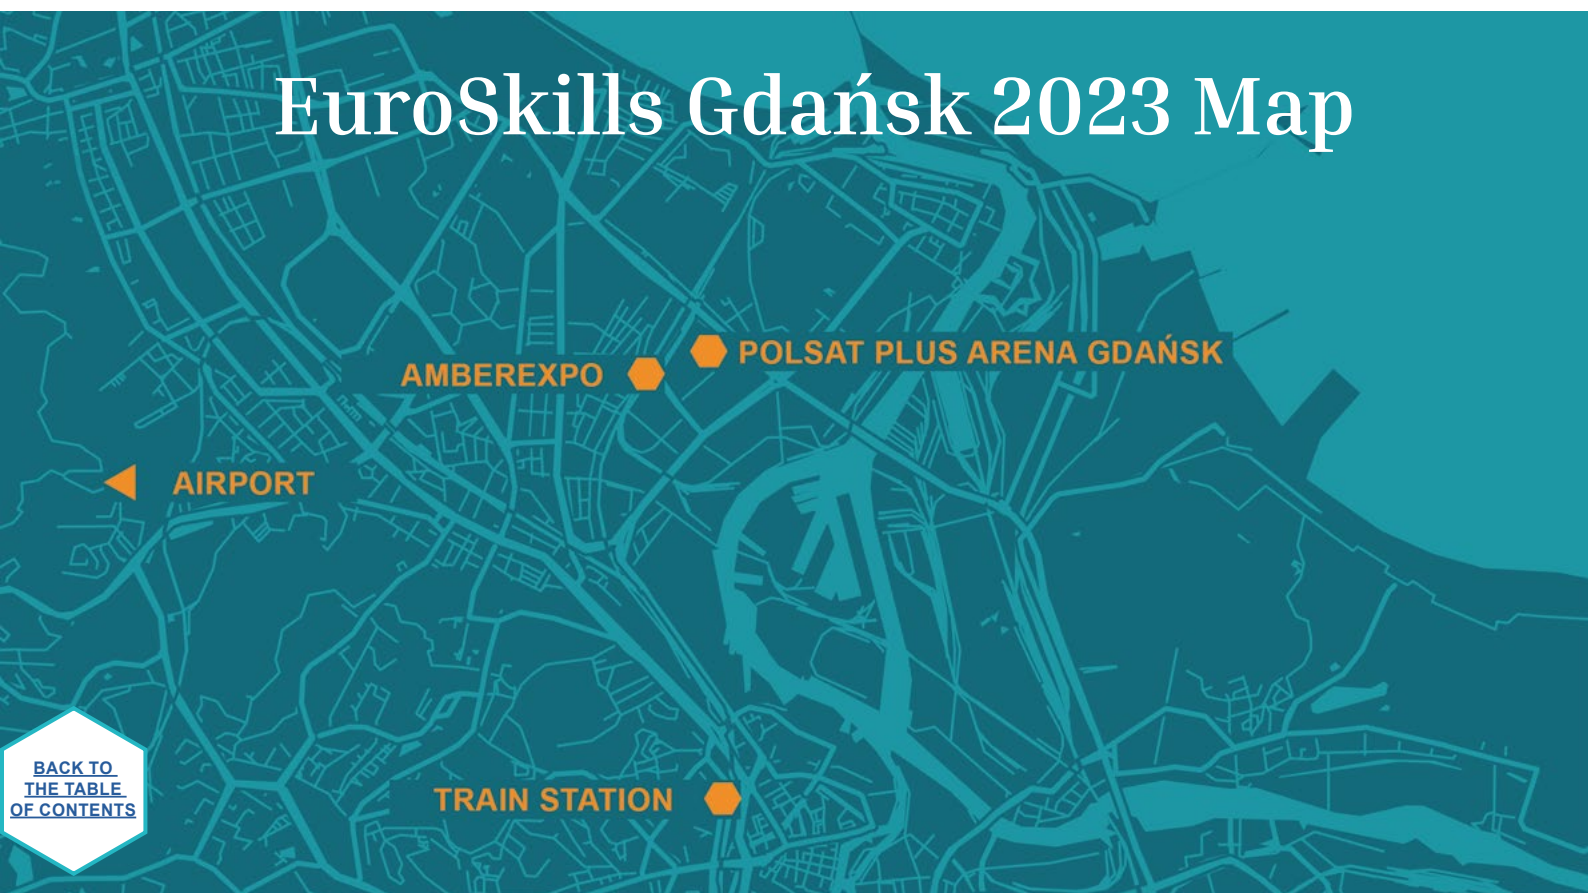 EuroSkills Gdańsk 2023 Map
POLSAT PLUS ARENA GDAŃSK
AMBEREXPO
AIRPORT
BACK TO
THE TABLE
OF CONTENTS
TRAIN STATION